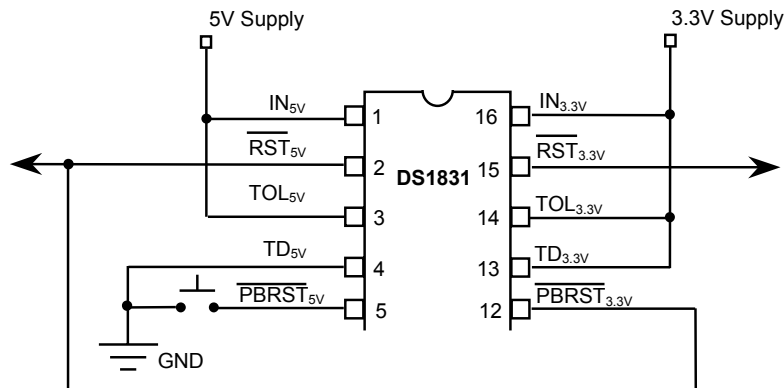 5V Supply
3.3V Supply
IN5V
1
16
IN3.3V
RST5V
2
DS1831
15
RST3.3V
TOL5V
3
14
TOL3.3V
TD5V
4
13
TD3.3V
PBRST5V
5
12
PBRST3.3V
GND